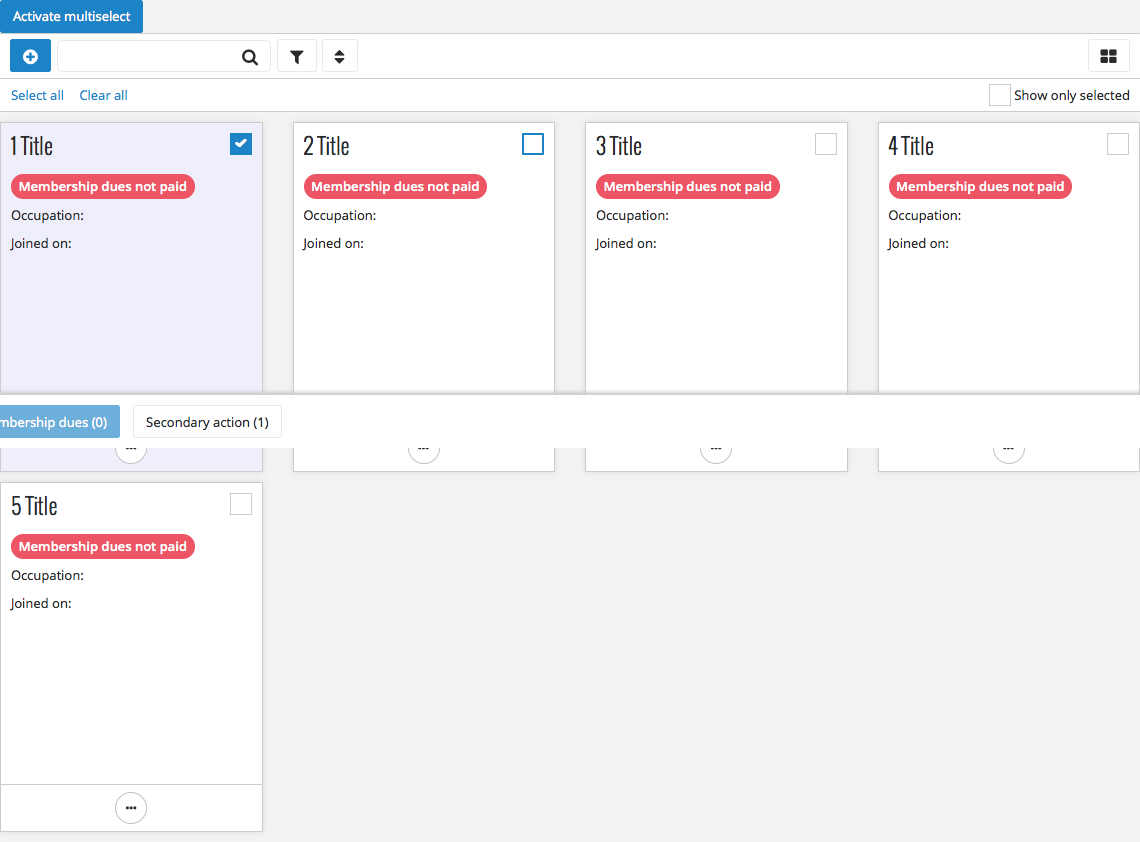 Activate multiselect
Select all Clear all Show only selected
1 Title 2 Title 3 Title 4 Title
Membership dues not paid Membership dues not paid Membership dues not paid Membership dues not paid
Occupation: Occupation: Occupation: Occupation:
Joined on: Joined on: Joined on: Joined on:
dues (0) Secondary action (1)
5 Title
Membership dues not paid
Occupation:
Joined on: